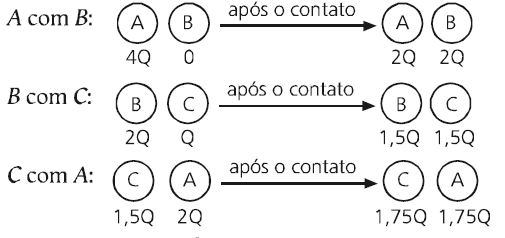 A com B: A B após o contato A B
4Q 0 2Q 2Q
B com C: B C após o contato B C
2Q Q 1,5Q 1,5Q
C com A: C A após o contato C A
1,5Q 2Q 1,75Q 1,75Q